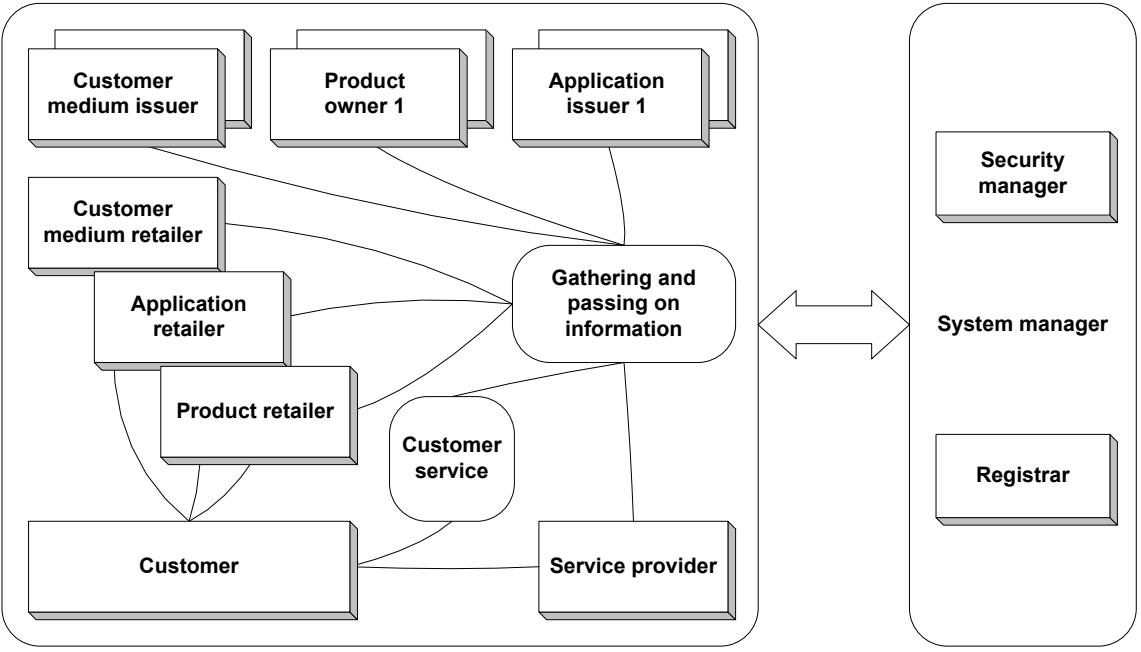 Customer
medium issuer
Product
owner 1
Application
issuer 1
Security
manager
Customer
medium retailer
Gathering and
passing on
information
Application
retailer
System manager
Product retailer
Customer
service
Registrar
Customer
Service provider